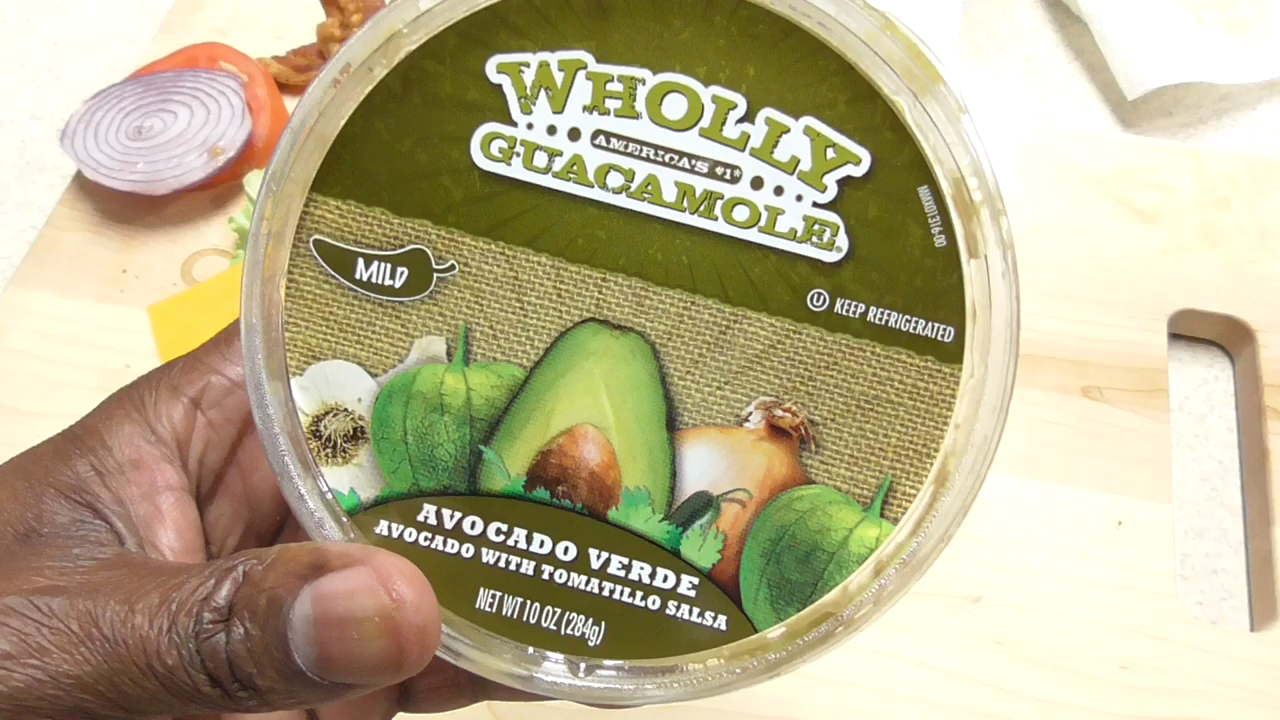 WHOLLY
AMERICA'S #1*
GUACAMOLE®
MILD
U KEEP REFRIGERATED
AVOCADO VERDE
AVOCADO WITH TOMATILLO SALSA
NET WT 10 OZ (284g)